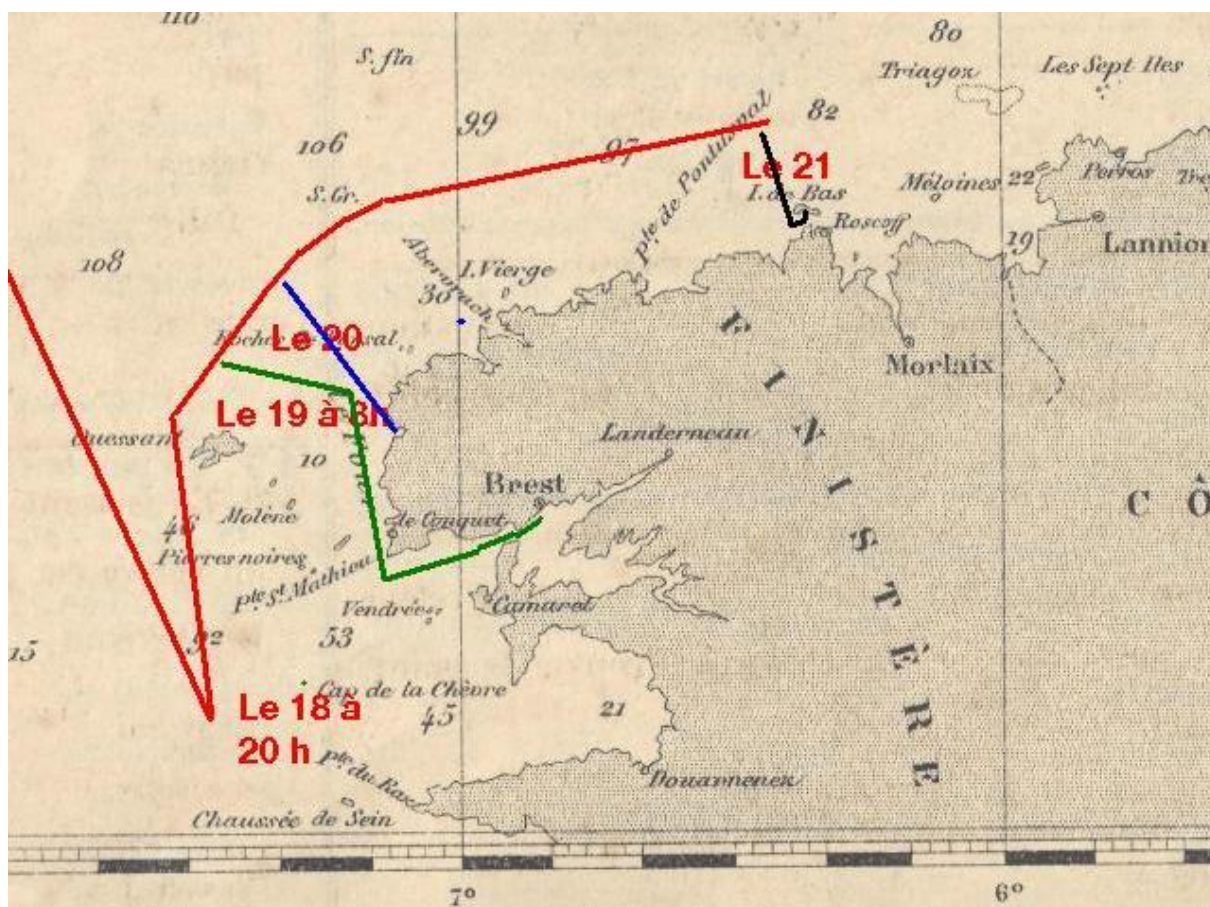 110
S. fin
80
Triagoz
Les Sept Iles
99
82
106
97
Pte de Pontusval
Le 21
Méloines
22
Perros
S. Gr.
I. de Bas
Roscoff
19
Lannion
108
Abervrach
I. Vierge
30
Le 20
Morlaix
Le 19 à 8h
Ouessant
10
Landerneau
Brest
Molène
le Conquet
46
Pierres noires
Pte St. Mathieu
Vendrée
Camaret
FINISTÈRE
C Ô
15
92
53
Cap de la Chèvre
Le 18 à
20 h
45
21
Pte du Raz
Douarnenez
Chaussée de Sein
7°
6°